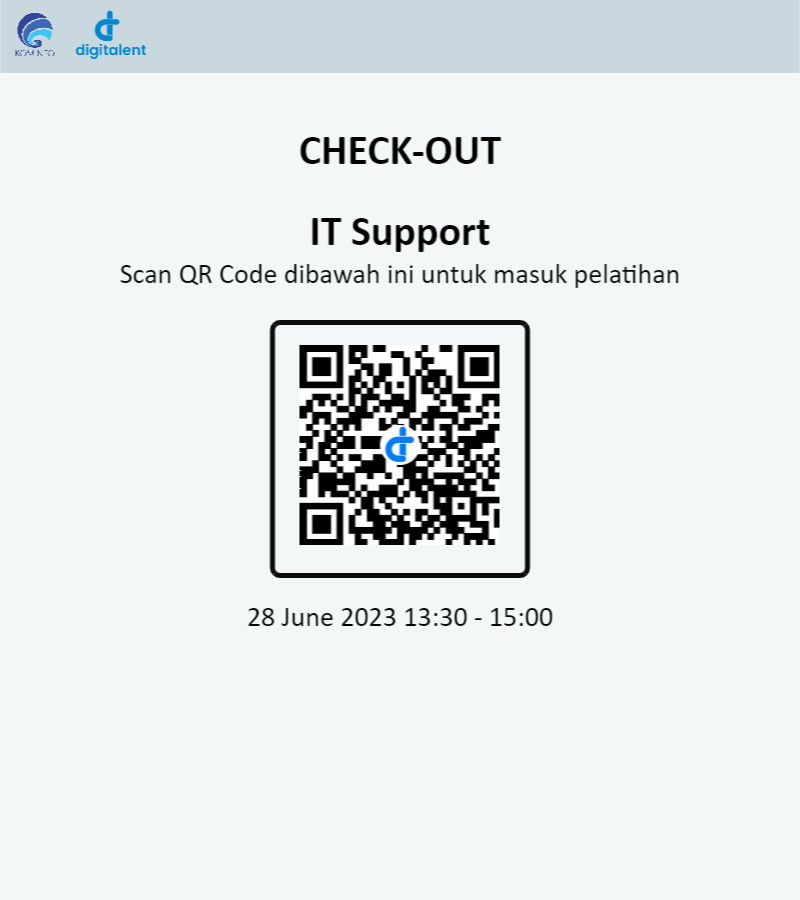 KOMINFO
digitalent
CHECK-OUT
IT Support
Scan QR Code dibawah ini untuk masuk pelatihan
28 June 2023 13:30 - 15:00